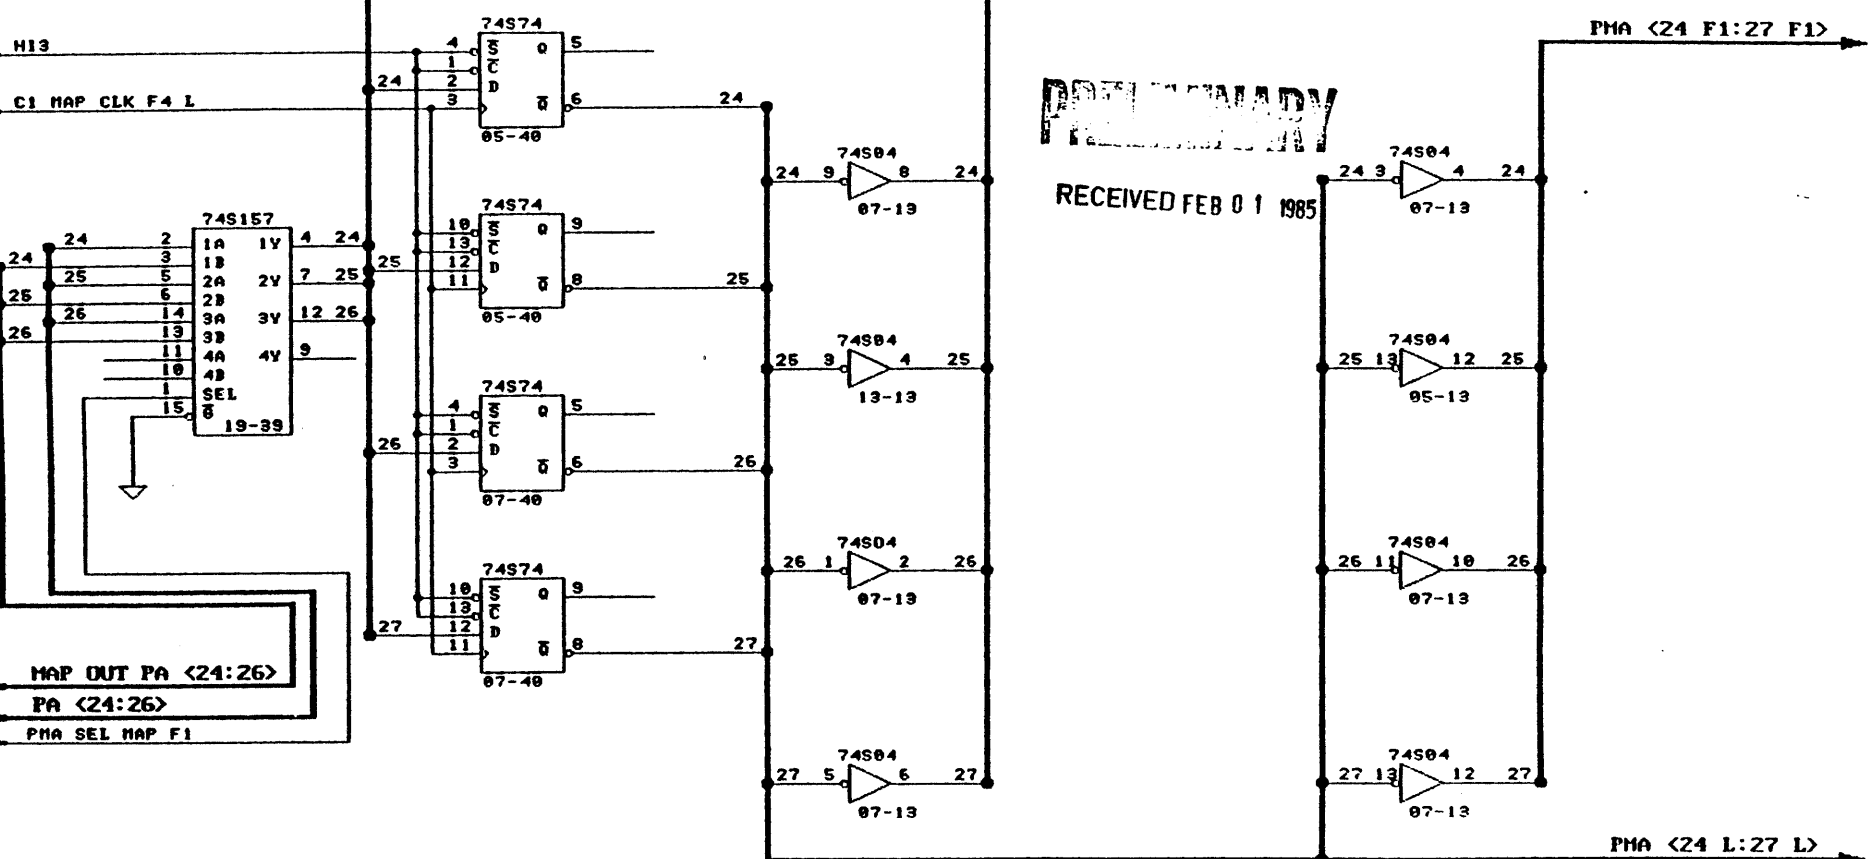 74S74
PMA <24 F1:27 F1>
HI3
4 S Q 5
1 C
24 2 D
C1 MAP CLK F4 L
3 Q 6 24
05-40
PRELIMINARY
74S04
24 9 8 24
07-13
74S04
24 3 4 24
07-13
RECEIVED FEB 01 1985
74S74
10 S Q 9
13 C
25 12 D
11 Q 8 25
05-40
74S157
24 2 1A 1Y 4 24
24 3 1B
25 5 2A 2Y 7 25
25 6 2B
26 14 3A 3Y 12 26
26 13 3B
11 4A 4Y 9
10 4B
1 SEL
15 G
19-39
74S04
25 3 4 25
13-13
74S04
25 13 12 25
05-13
74S74
4 S Q 5
1 C
26 2 D
3 Q 6 26
07-40
74S04
26 1 2 26
07-13
74S04
26 11 10 26
07-13
74S74
10 S Q 9
13 C
27 12 D
11 Q 8 27
07-40
MAP OUT PA <24:26>
PA <24:26>
PMA SEL MAP F1
74S04
27 5 6 27
07-13
74S04
27 13 12 27
07-13
PMA <24 L:27 L>